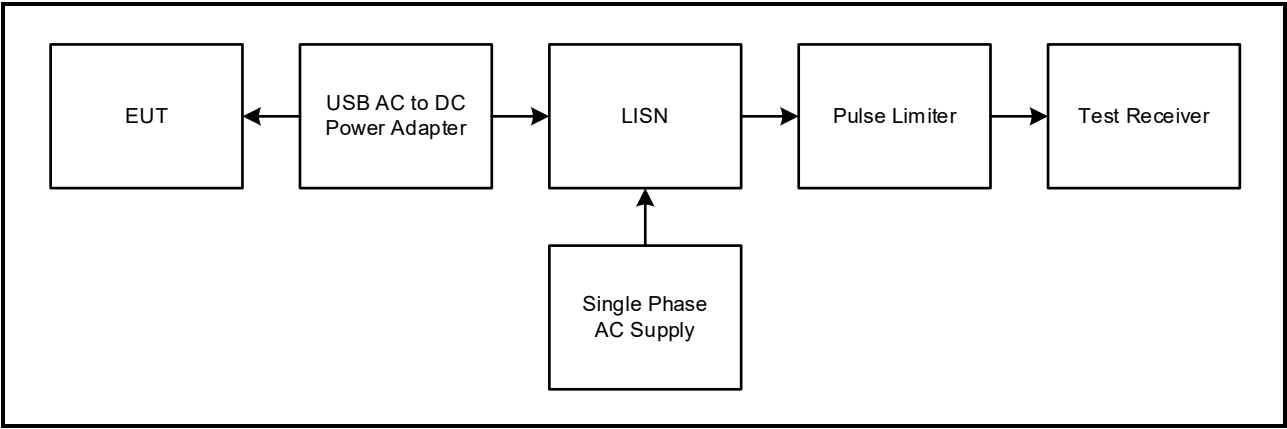 EUT
USB AC to DC
Power Adapter
LISN
Pulse Limiter
Test Receiver
Single Phase
AC Supply